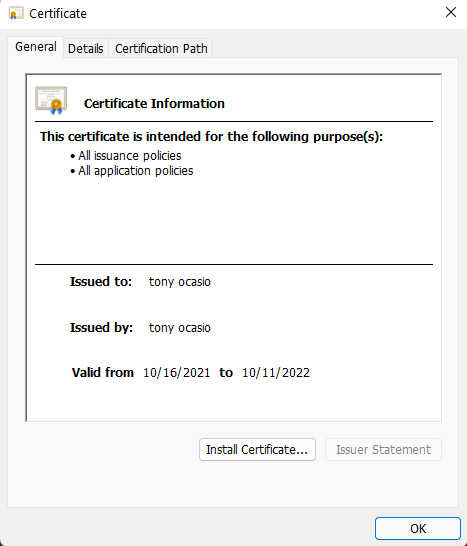 Certificate
General Details Certification Path
Certificate Information
This certificate is intended for the following purpose(s):
• All issuance policies
• All application policies
Issued to: tony ocasio
Issued by: tony ocasio
Valid from 10/16/2021 to 10/11/2022
Install Certificate... Issuer Statement
OK